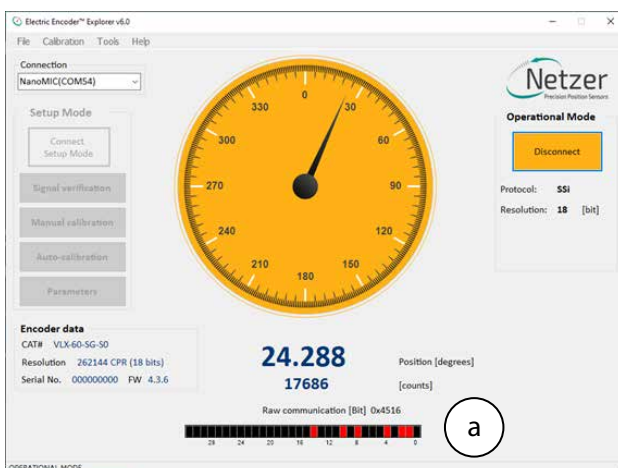 Electric Encoder™ Explorer v6.0
File Calibration Tools Help
Connection
NanoMIC(COM54)
Setup Mode
Connect
Setup Mode
Signal verification
Manual calibration
Auto-calibration
Parameters
0
30
60
90
120
150
180
210
240
270
300
330
Netzer
Precision Position Sensors
Operational Mode
Disconnect
Protocol: SSi
Resolution: 18 [bit]
Encoder data
CAT# VLX-60-SG-S0
Resolution 262144 CPR (18 bits)
Serial No. 000000000 FW 4.3.6
24.288 Position [degrees]
17686 [counts]
Raw communication [Bit] 0x4516
28 24 20 16 12 8 4 0
a
OPERATIONAL MODE